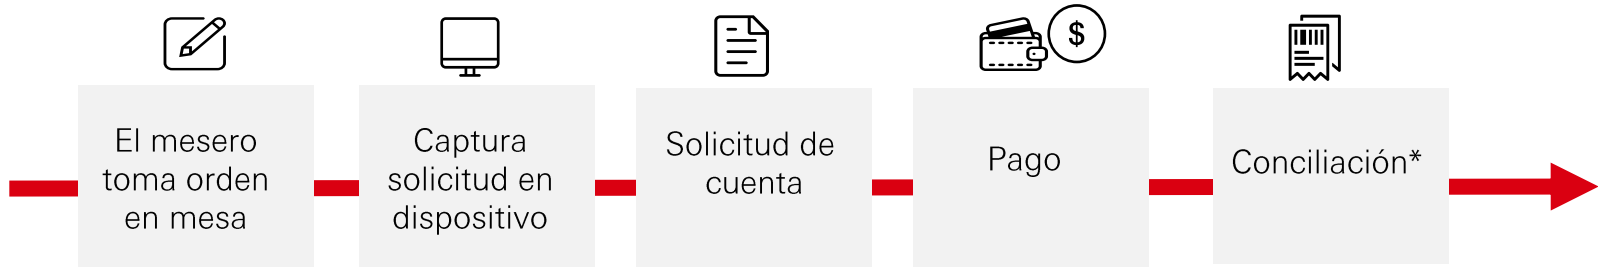 $
El mesero
toma orden
en mesa
Captura
solicitud en
dispositivo
Solicitud de
cuenta
Pago
Conciliación*